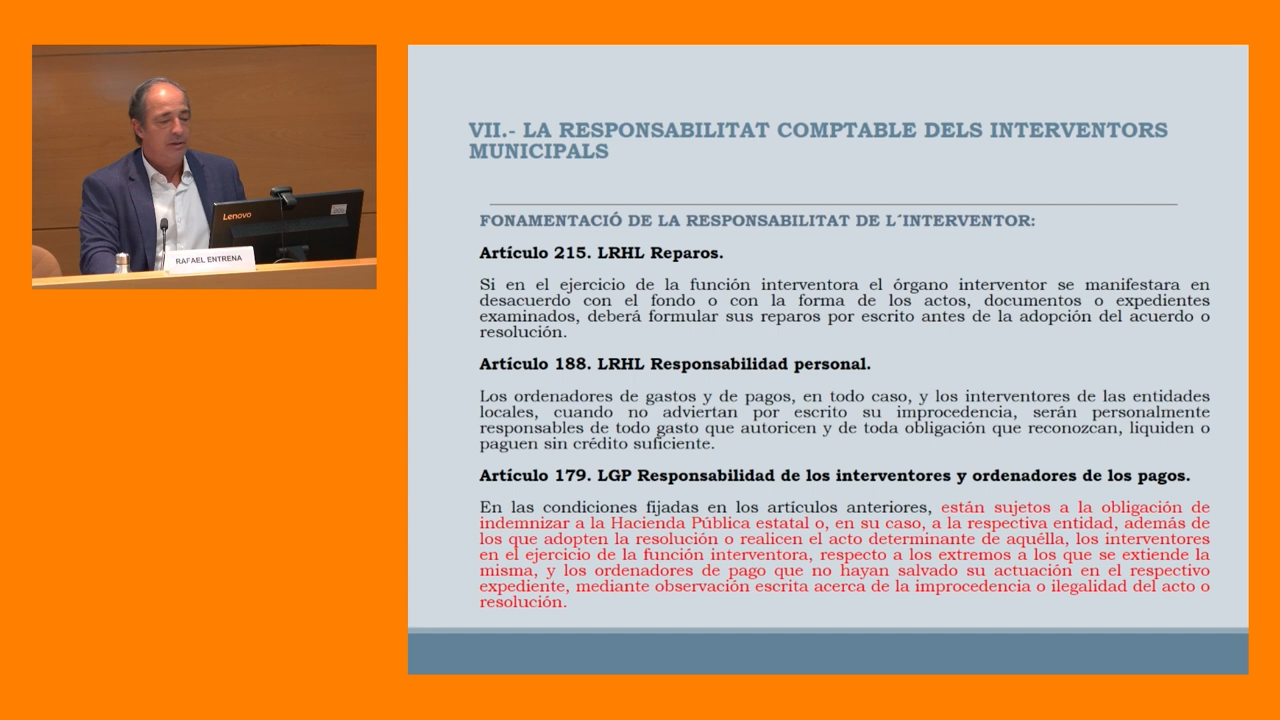 Lenovo
RAFAEL ENTRENA
VII.- LA RESPONSABILITAT COMPTABLE DELS INTERVENTORS
MUNICIPALS
FONAMENTACIÓ DE LA RESPONSABILITAT DE L´INTERVENTOR:
Artículo 215. LRHL Reparos.
Si en el ejercicio de la función interventora el órgano interventor se manifestara en
desacuerdo con el fondo o con la forma de los actos, documentos o expedientes
examinados, deberá formular sus reparos por escrito antes de la adopción del acuerdo o
resolución.
Artículo 188. LRHL Responsabilidad personal.
Los ordenadores de gastos y de pagos, en todo caso, y los interventores de las entidades
locales, cuando no adviertan por escrito su improcedencia, serán personalmente
responsables de todo gasto que autoricen y de toda obligación que reconozcan, liquiden o
paguen sin crédito suficiente.
Artículo 179. LGP Responsabilidad de los interventores y ordenadores de los pagos.
En las condiciones fijadas en los artículos anteriores, están sujetos a la obligación de
indemnizar a la Hacienda Pública estatal o, en su caso, a la respectiva entidad, además de
los que adopten la resolución o realicen el acto determinante de aquélla, los interventores
en el ejercicio de la función interventora, respecto a los extremos a los que se extiende la
misma, y los ordenadores de pago que no hayan salvado su actuación en el respectivo
expediente, mediante observación escrita acerca de la improcedencia o ilegalidad del acto o
resolución.